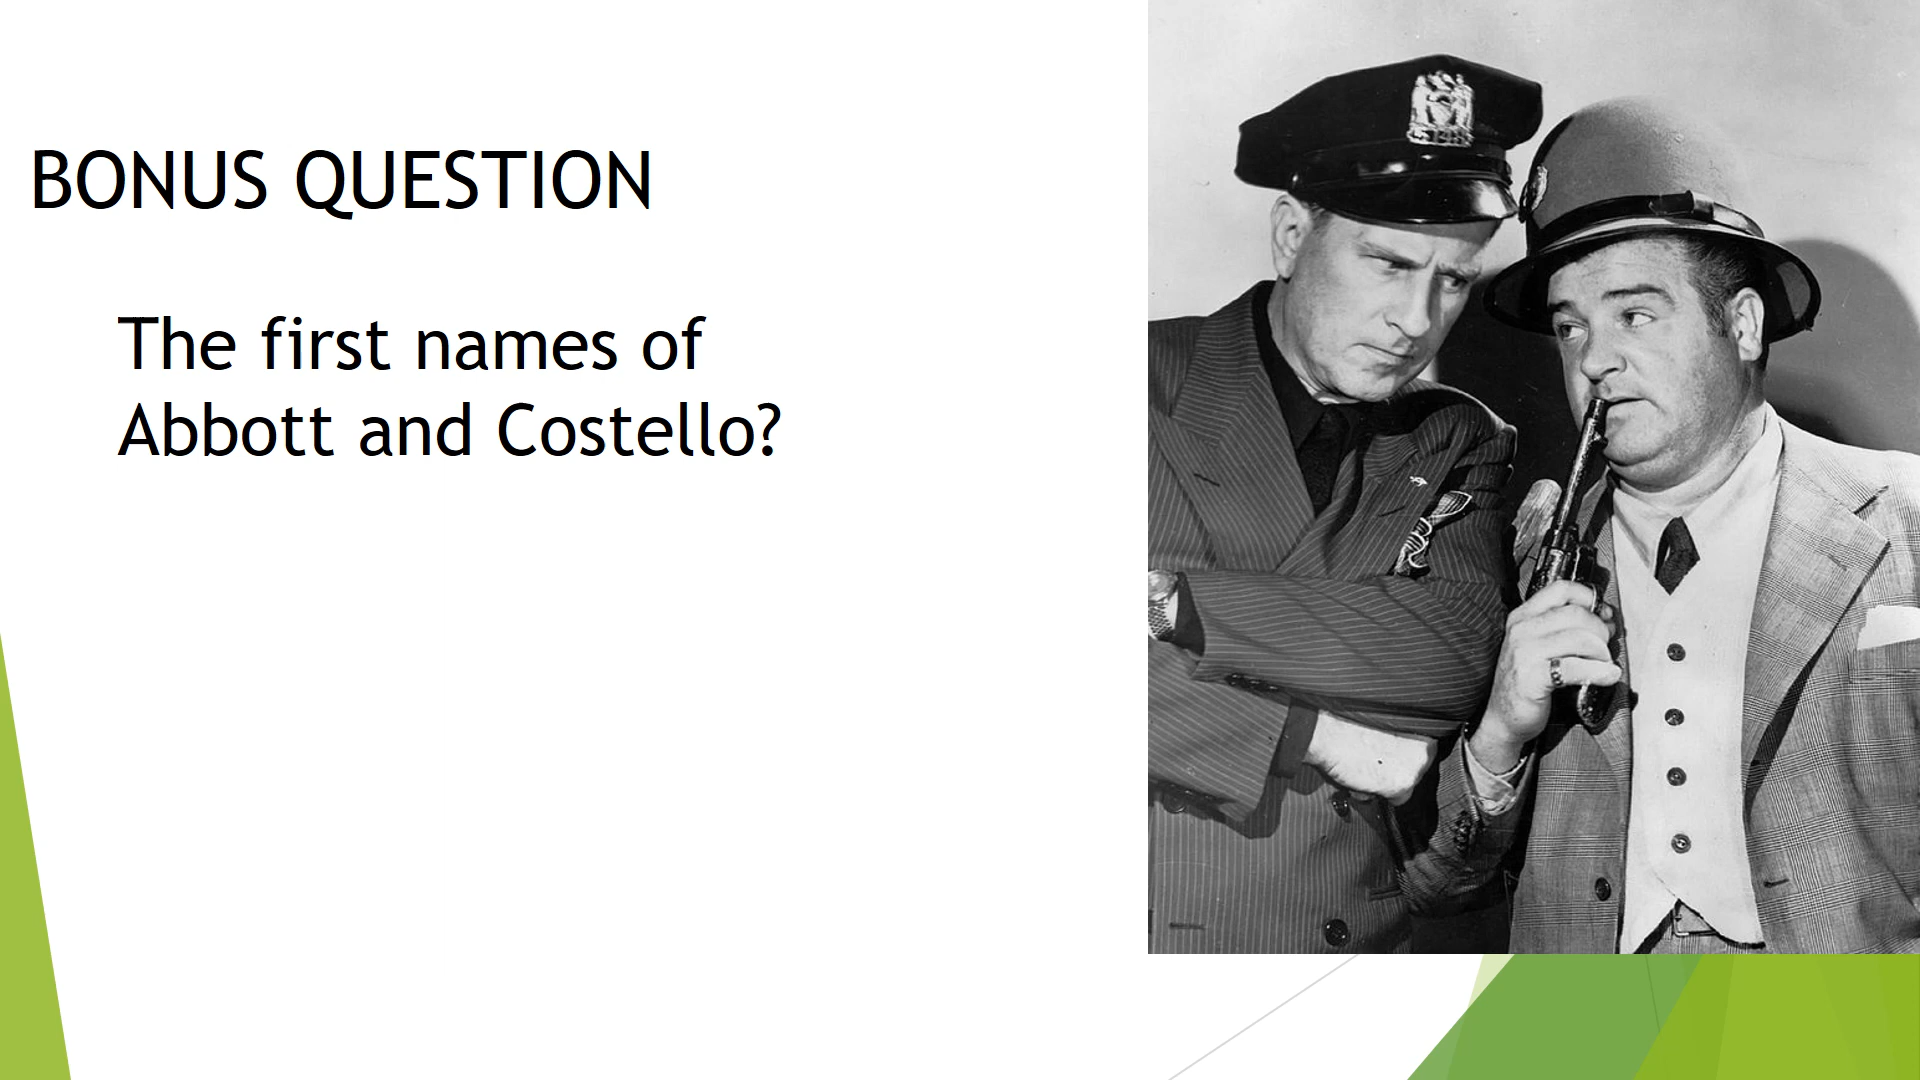 BONUS QUESTION
The first names of
Abbott and Costello?